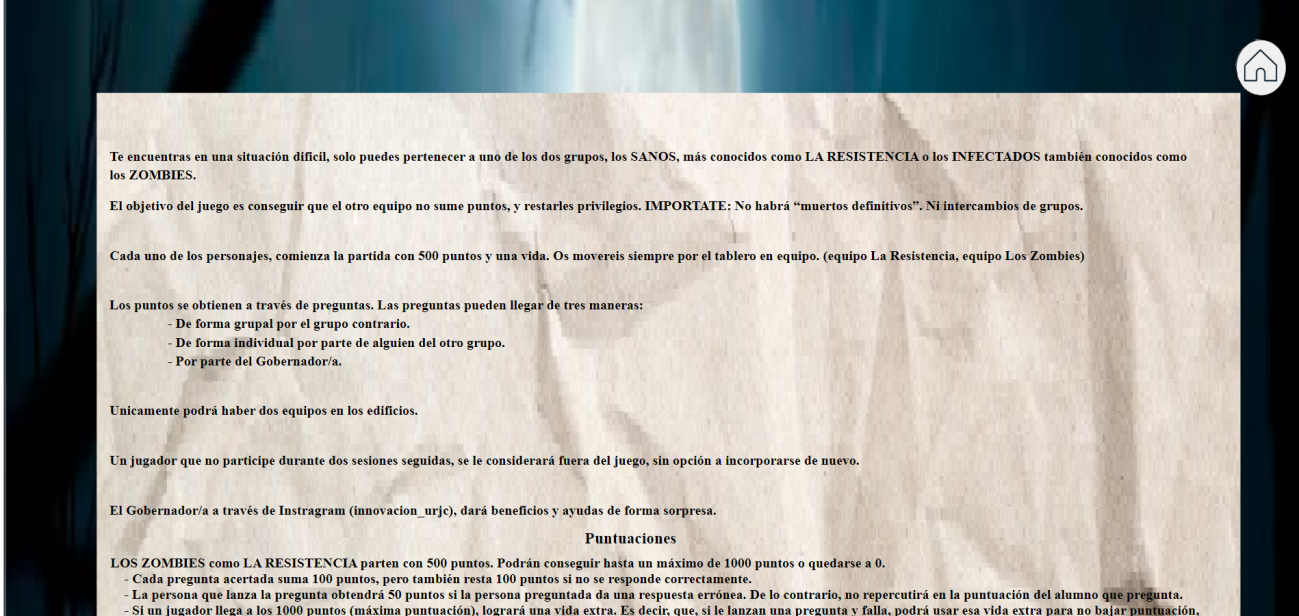 Te encuentras en una situación difícil, solo puedes pertenecer a uno de los dos grupos, los SANOS, más conocidos como LA RESISTENCIA o los INFECTADOS también conocidos como
los ZOMBIES.
El objetivo del juego es conseguir que el otro equipo no sume puntos, y restarles privilegios. IMPORTATE: No habrá “muertos definitivos”. Ni intercambios de grupos.
Cada uno de los personajes, comienza la partida con 500 puntos y una vida. Os movereis siempre por el tablero en equipo. (equipo La Resistencia, equipo Los Zombies)
Los puntos se obtienen a través de preguntas. Las preguntas pueden llegar de tres maneras:
- De forma grupal por el grupo contrario.
- De forma individual por parte de alguien del otro grupo.
- Por parte del Gobernador/a.
Unicamente podrá haber dos equipos en los edificios.
Un jugador que no participe durante dos sesiones seguidas, se le considerará fuera del juego, sin opción a incorporarse de nuevo.
El Gobernador/a a través de Instragram (innovacion_urjc), dará beneficios y ayudas de forma sorpresa.
Puntuaciones
LOS ZOMBIES como LA RESISTENCIA parten con 500 puntos. Podrán conseguir hasta un máximo de 1000 puntos o quedarse a 0.
- Cada pregunta acertada suma 100 puntos, pero también resta 100 puntos si no se responde correctamente.
- La persona que lanza la pregunta obtendrá 50 puntos si la persona preguntada da una respuesta errónea. De lo contrario, no repercutirá en la puntuación del alumno que pregunta.
- Si un jugador llega a los 1000 puntos (máxima puntuación), logrará una vida extra. Es decir, que, si le lanzan una pregunta y falla, podrá usar esa vida extra para no bajar puntuación,